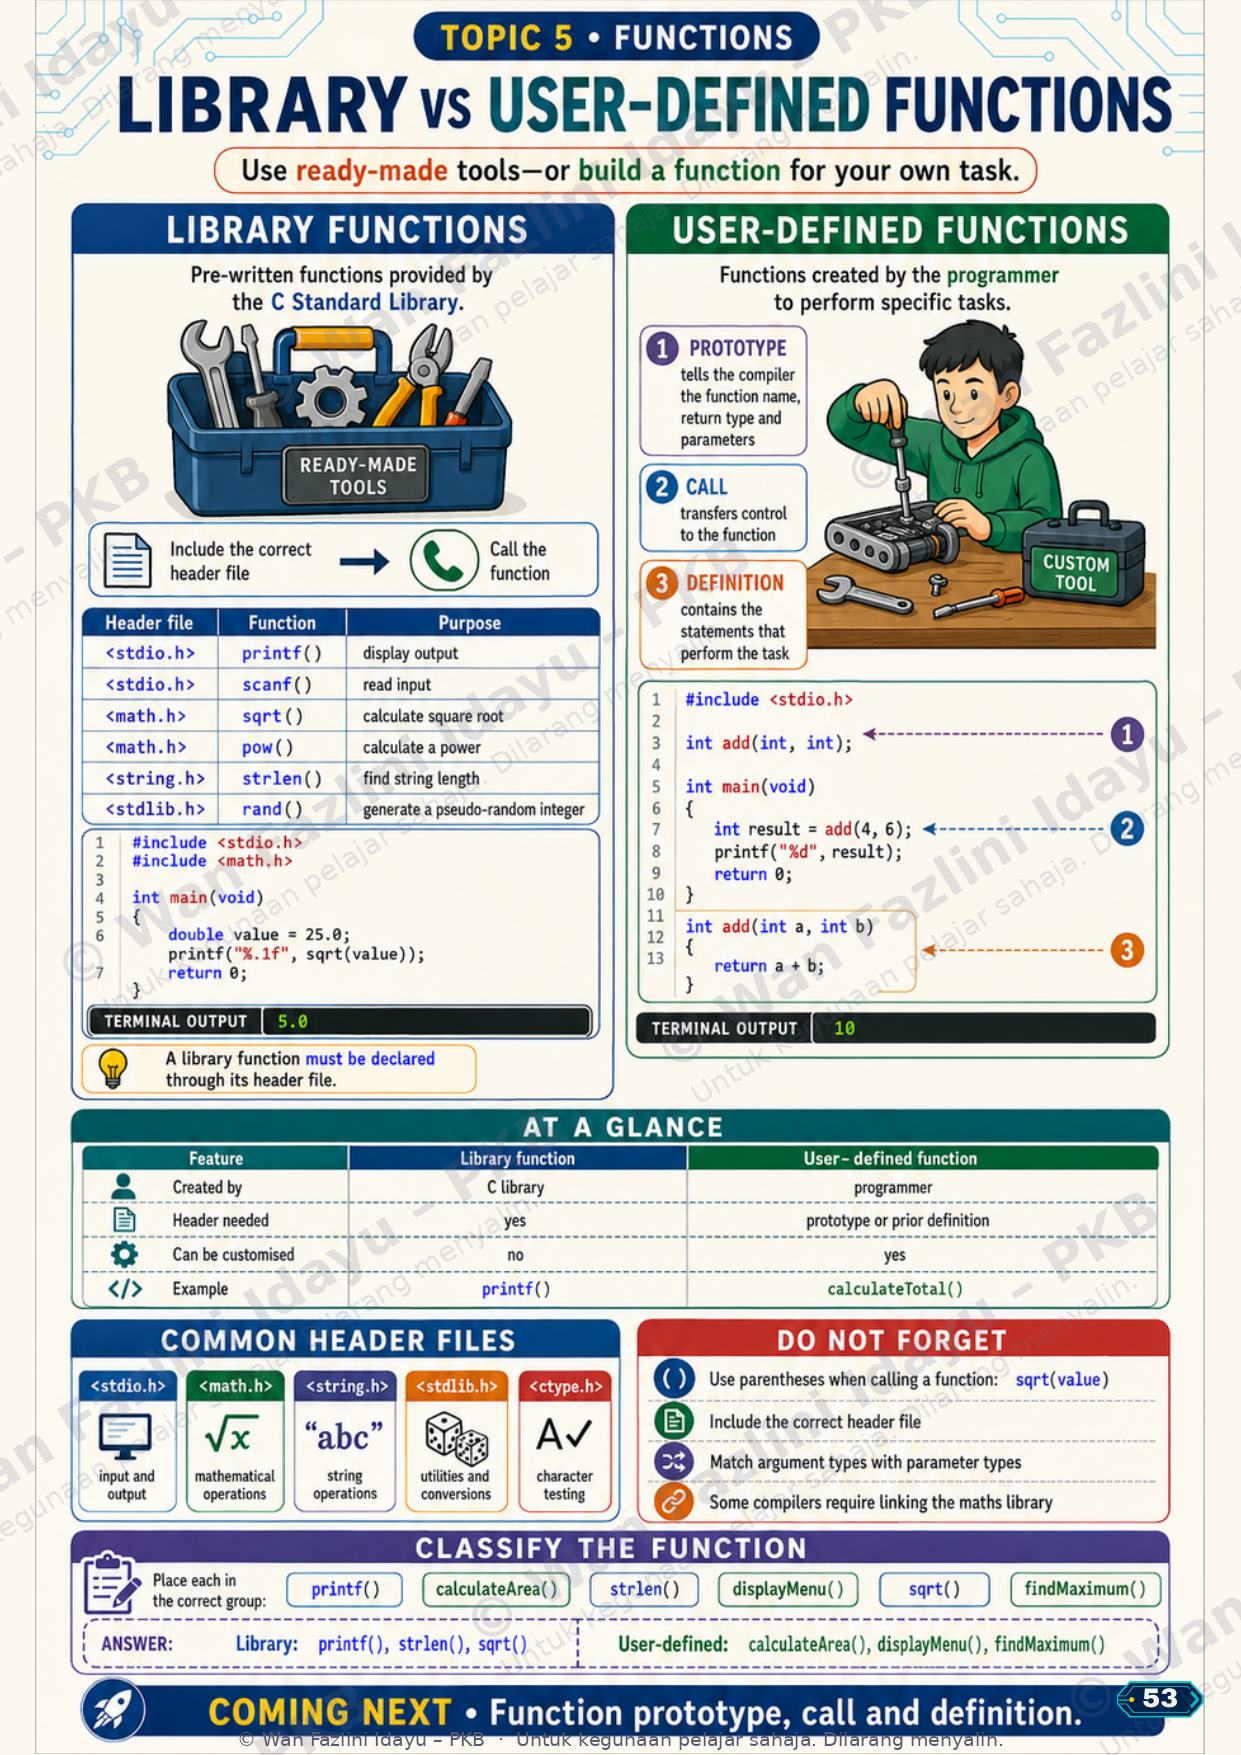 TOPIC 5 • FUNCTIONS
LIBRARY VS USER-DEFINED FUNCTIONS
Use ready-made tools—or build a function for your own task.
LIBRARY FUNCTIONS
Pre-written functions provided by
the C Standard Library.
READY-MADE
TOOLS
Include the correct
header file
Call the
function
Header file Function Purpose
<stdio.h> printf() display output
<stdio.h> scanf() read input
<math.h> sqrt() calculate square root
<math.h> pow() calculate a power
<string.h> strlen() find string length
<stdlib.h> rand() generate a pseudo-random integer
1 #include <stdio.h>
2 #include <math.h>
3
4 int main(void)
5 {
6 double value = 25.0;
printf("%.1f", sqrt(value));
7 return 0;
}
TERMINAL OUTPUT 5.0
A library function must be declared
through its header file.
USER-DEFINED FUNCTIONS
Functions created by the programmer
to perform specific tasks.
1 PROTOTYPE
tells the compiler
the function name,
return type and
parameters
2 CALL
transfers control
to the function
3 DEFINITION
contains the
statements that
perform the task
CUSTOM
TOOL
1 #include <stdio.h>
2
3 int add(int, int); 1
4
5 int main(void)
6 {
7 int result = add(4, 6); 2
8 printf("%d", result);
9 return 0;
10 }
11 int add(int a, int b)
12 {
13 return a + b; 3
}
TERMINAL OUTPUT 10
AT A GLANCE
Feature Library function User-defined function
Created by C library programmer
Header needed yes prototype or prior definition
Can be customised no yes
</> Example printf() calculateTotal()
COMMON HEADER FILES
<stdio.h> <math.h> <string.h> <stdlib.h> <ctype.h>
√x “abc” A✓
input and
output
mathematical
operations
string
operations
utilities and
conversions
character
testing
DO NOT FORGET
() Use parentheses when calling a function: sqrt(value)
Include the correct header file
Match argument types with parameter types
Some compilers require linking the maths library
CLASSIFY THE FUNCTION
Place each in
the correct group:
printf() calculateArea() strlen() displayMenu() sqrt() findMaximum()
ANSWER: Library: printf(), strlen(), sqrt() User-defined: calculateArea(), displayMenu(), findMaximum()
COMING NEXT • Function prototype, call and definition.
53
© Wan Fazlini Idayu – PKB · Untuk kegunaan pelajar sahaja. Dilarang menyalin.